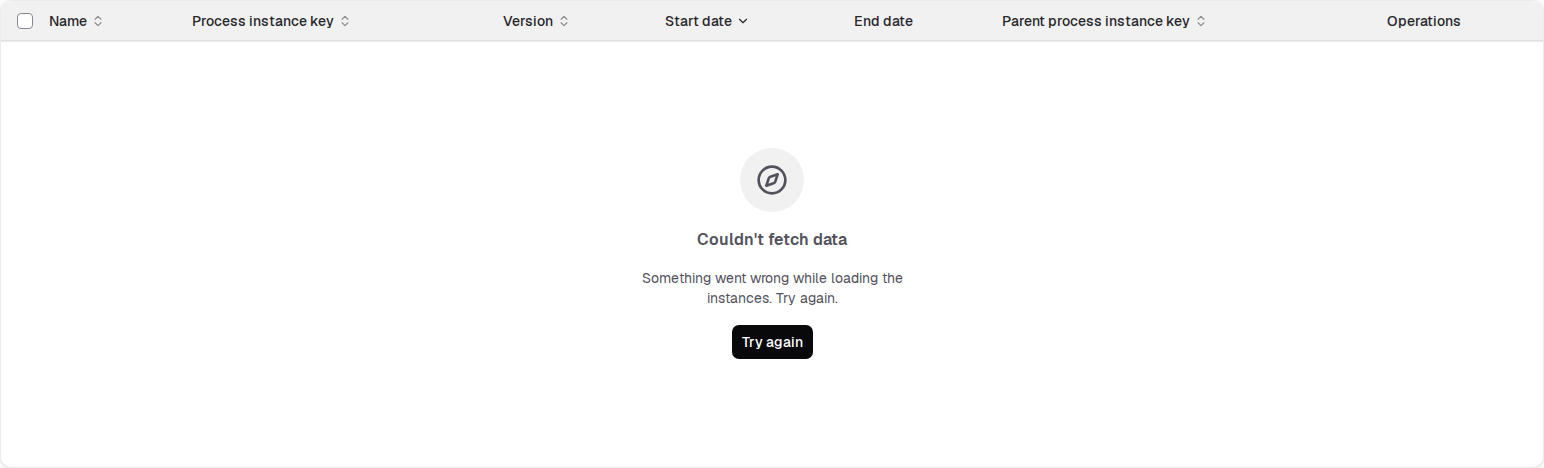 Name Process instance key Version Start date End date Parent process instance key Operations
Couldn't fetch data
Something went wrong while loading the
instances. Try again.
Try again